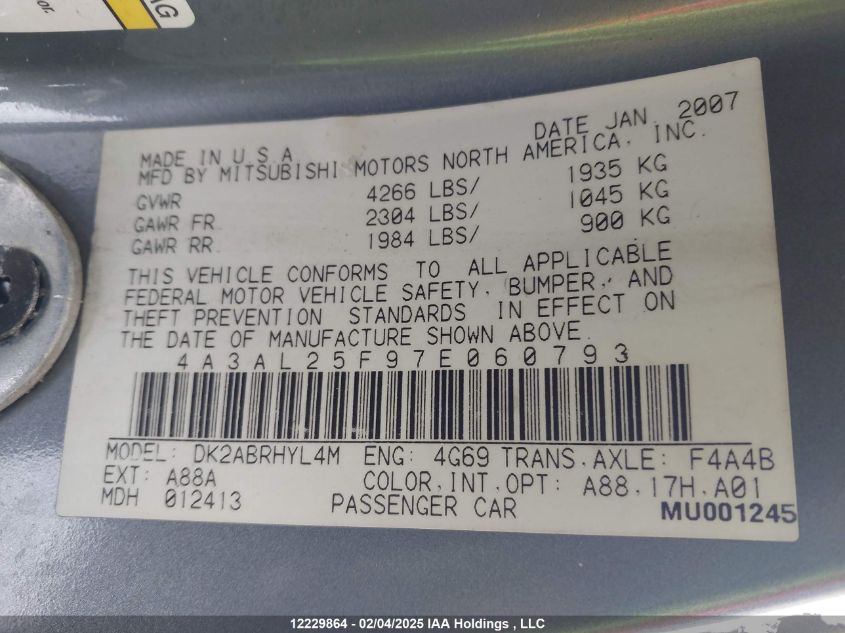 or.
AG
DATE JAN. 2007
MADE IN U.S.A.
MFD BY MITSUBISHI MOTORS NORTH AMERICA, INC.
GVWR 4266 LBS/ 1935 KG
GAWR FR. 2304 LBS/ 1045 KG
GAWR RR. 1984 LBS/ 900 KG
THIS VEHICLE CONFORMS TO ALL APPLICABLE
FEDERAL MOTOR VEHICLE SAFETY, BUMPER, AND
THEFT PREVENTION STANDARDS IN EFFECT ON
THE DATE OF MANUFACTURE SHOWN ABOVE.
4A3AL25F97E060793
MODEL: DK2ABRHYL4M ENG: 4G69 TRANS.AXLE: F4A4B
EXT: A88A COLOR,INT,OPT: A88,17H,A01
MDH 012413 PASSENGER CAR MU001245
12229864 - 02/04/2025 IAA Holdings , LLC